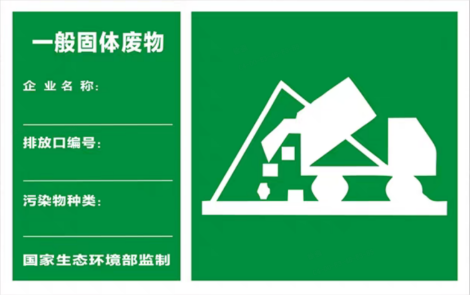 一般固体废物
企 业 名 称:
排放口编号:
污染物种类:
国家生态环境部监制